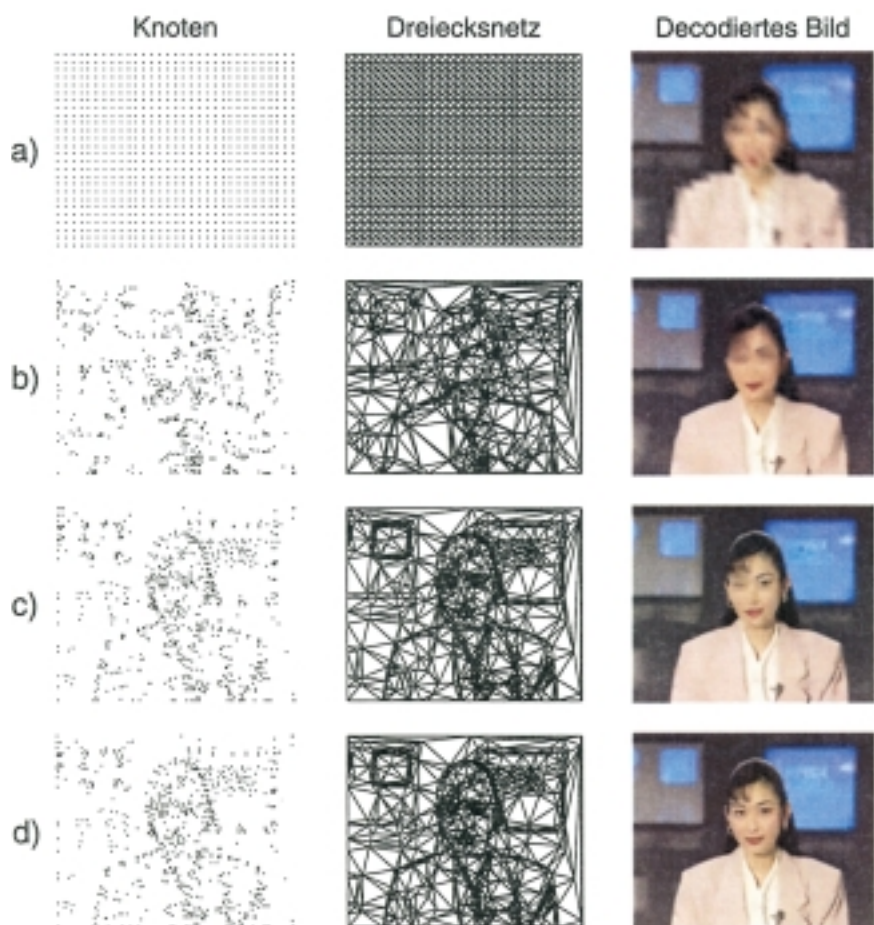 Knoten Dreiecksnetz Decodiertes Bild
a)
b)
c)
d)